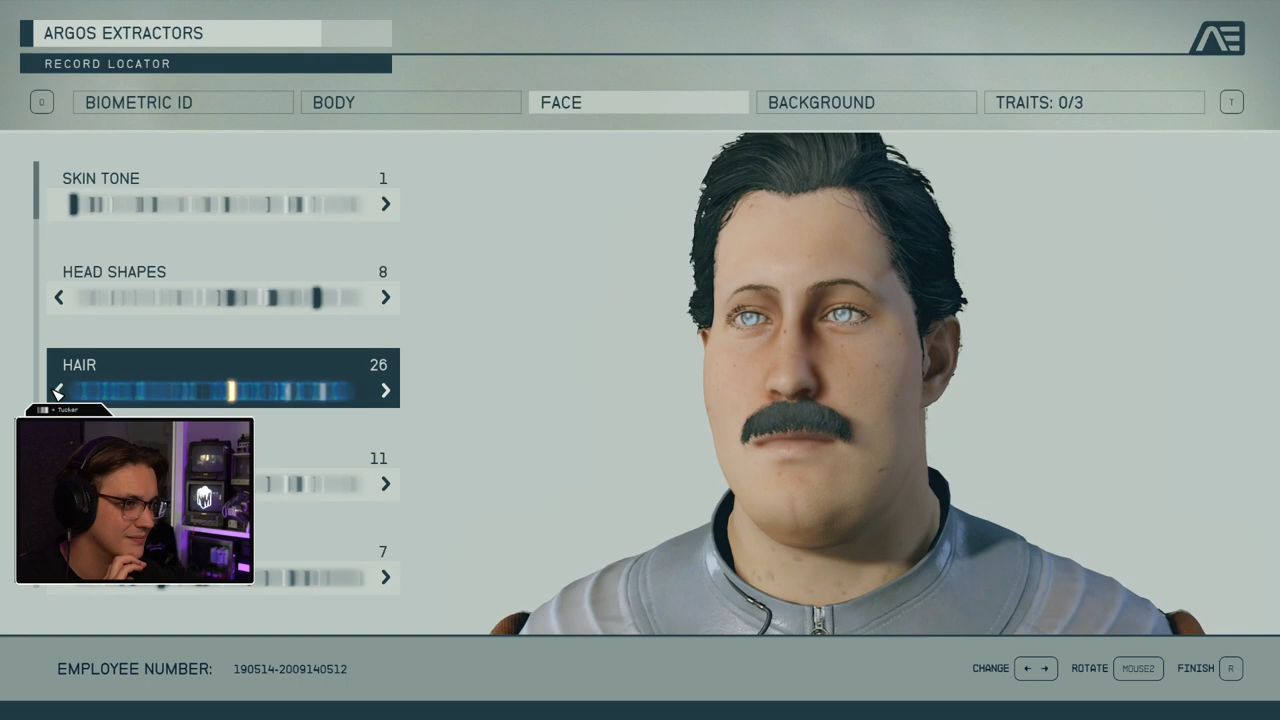 ARGOS EXTRACTORS
RECORD LOCATOR
Q
BIOMETRIC ID
BODY
FACE
BACKGROUND
TRAITS: 0/3
T
SKIN TONE 1
HEAD SHAPES 8
HAIR 26
Tucker
11
7
EMPLOYEE NUMBER: 190514-2009140512
CHANGE
ROTATE MOUSE2
FINISH R